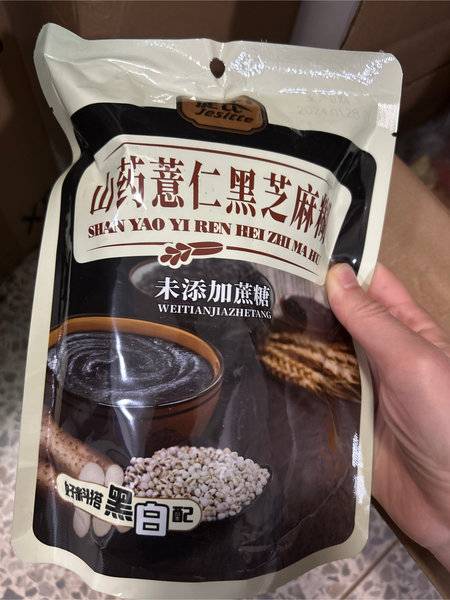 Jesitte
山药薏仁黑芝麻糊
SHAN YAO YI REN HEI ZHI MA HU
未添加蔗糖
WEITIANJIAZHETANG
好料搭
黑白配